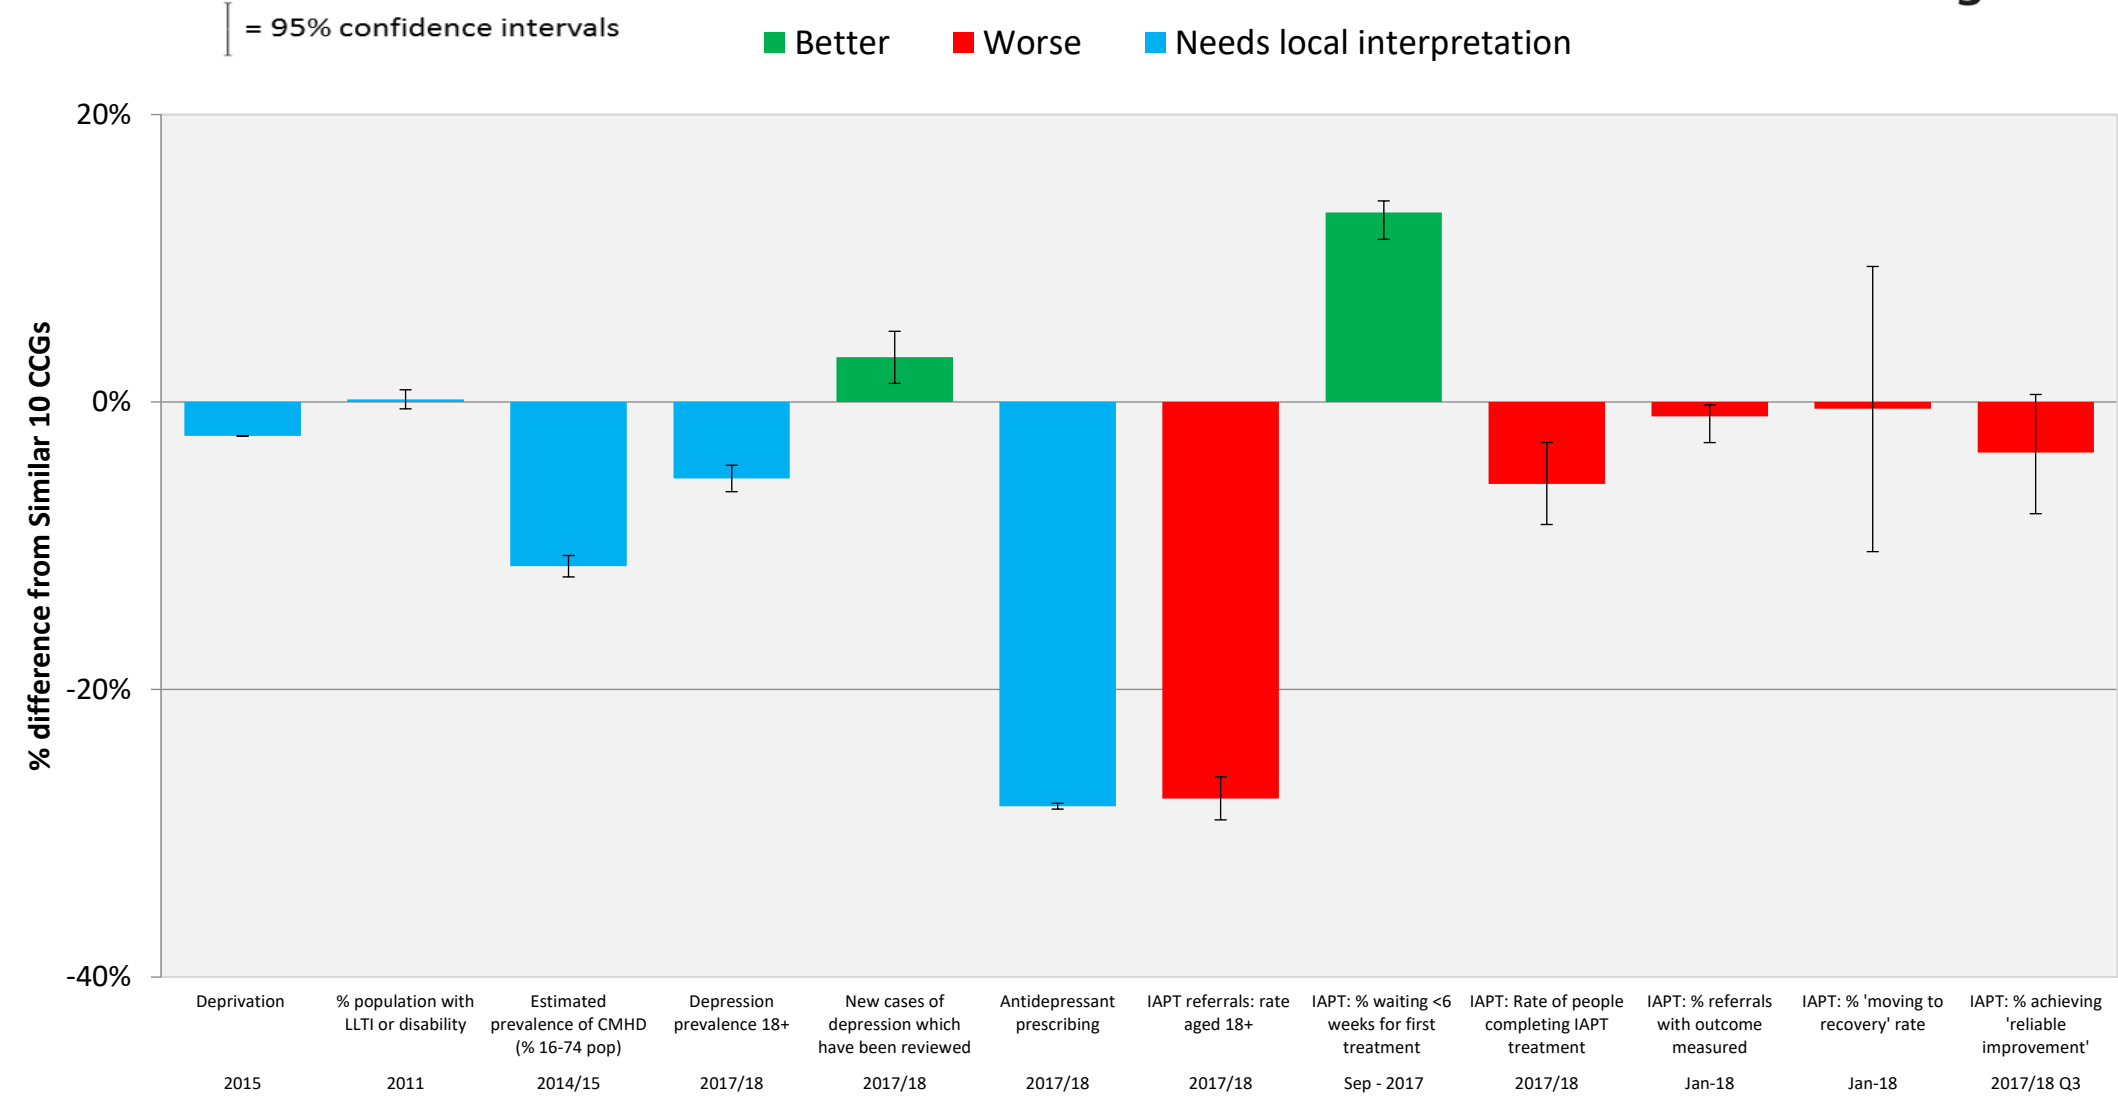 = 95% confidence intervals
Better Worse Needs local interpretation
20%
0%
-20%
-40%
% difference from Similar 10 CCGs
Deprivation
2015
% population with
LLTI or disability
2011
Estimated
prevalence of CMHD
(% 16-74 pop)
2014/15
Depression
prevalence 18+
2017/18
New cases of
depression which
have been reviewed
2017/18
Antidepressant
prescribing
2017/18
IAPT referrals: rate
aged 18+
2017/18
IAPT: % waiting <6
weeks for first
treatment
Sep - 2017
IAPT: Rate of people
completing IAPT
treatment
2017/18
IAPT: % referrals
with outcome
measured
Jan-18
IAPT: % 'moving to
recovery' rate
Jan-18
IAPT: % achieving
'reliable
improvement'
2017/18 Q3